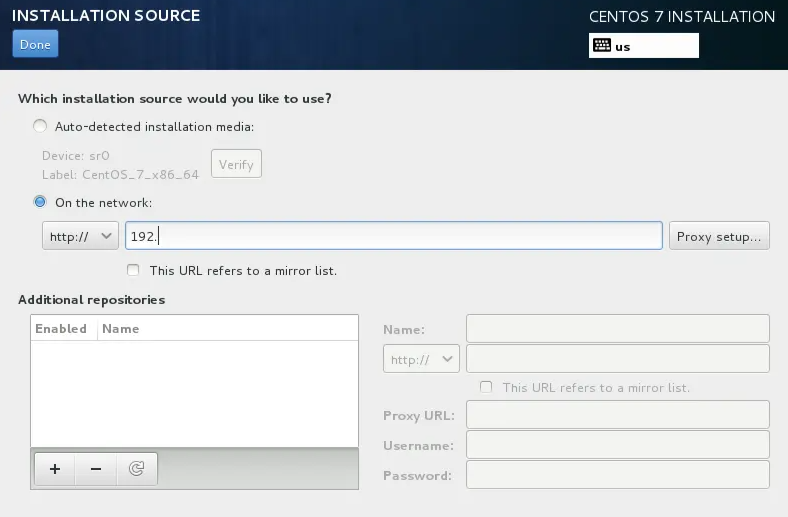 INSTALLATION SOURCE
CENTOS 7 INSTALLATION
Done
us
Which installation source would you like to use?
Auto-detected installation media:
Device: sr0
Label: CentOS_7_x86_64
Verify
On the network:
http://
192.
Proxy setup...
This URL refers to a mirror list.
Additional repositories
Enabled Name
Name:
http://
This URL refers to a mirror list.
Proxy URL:
Username:
Password: